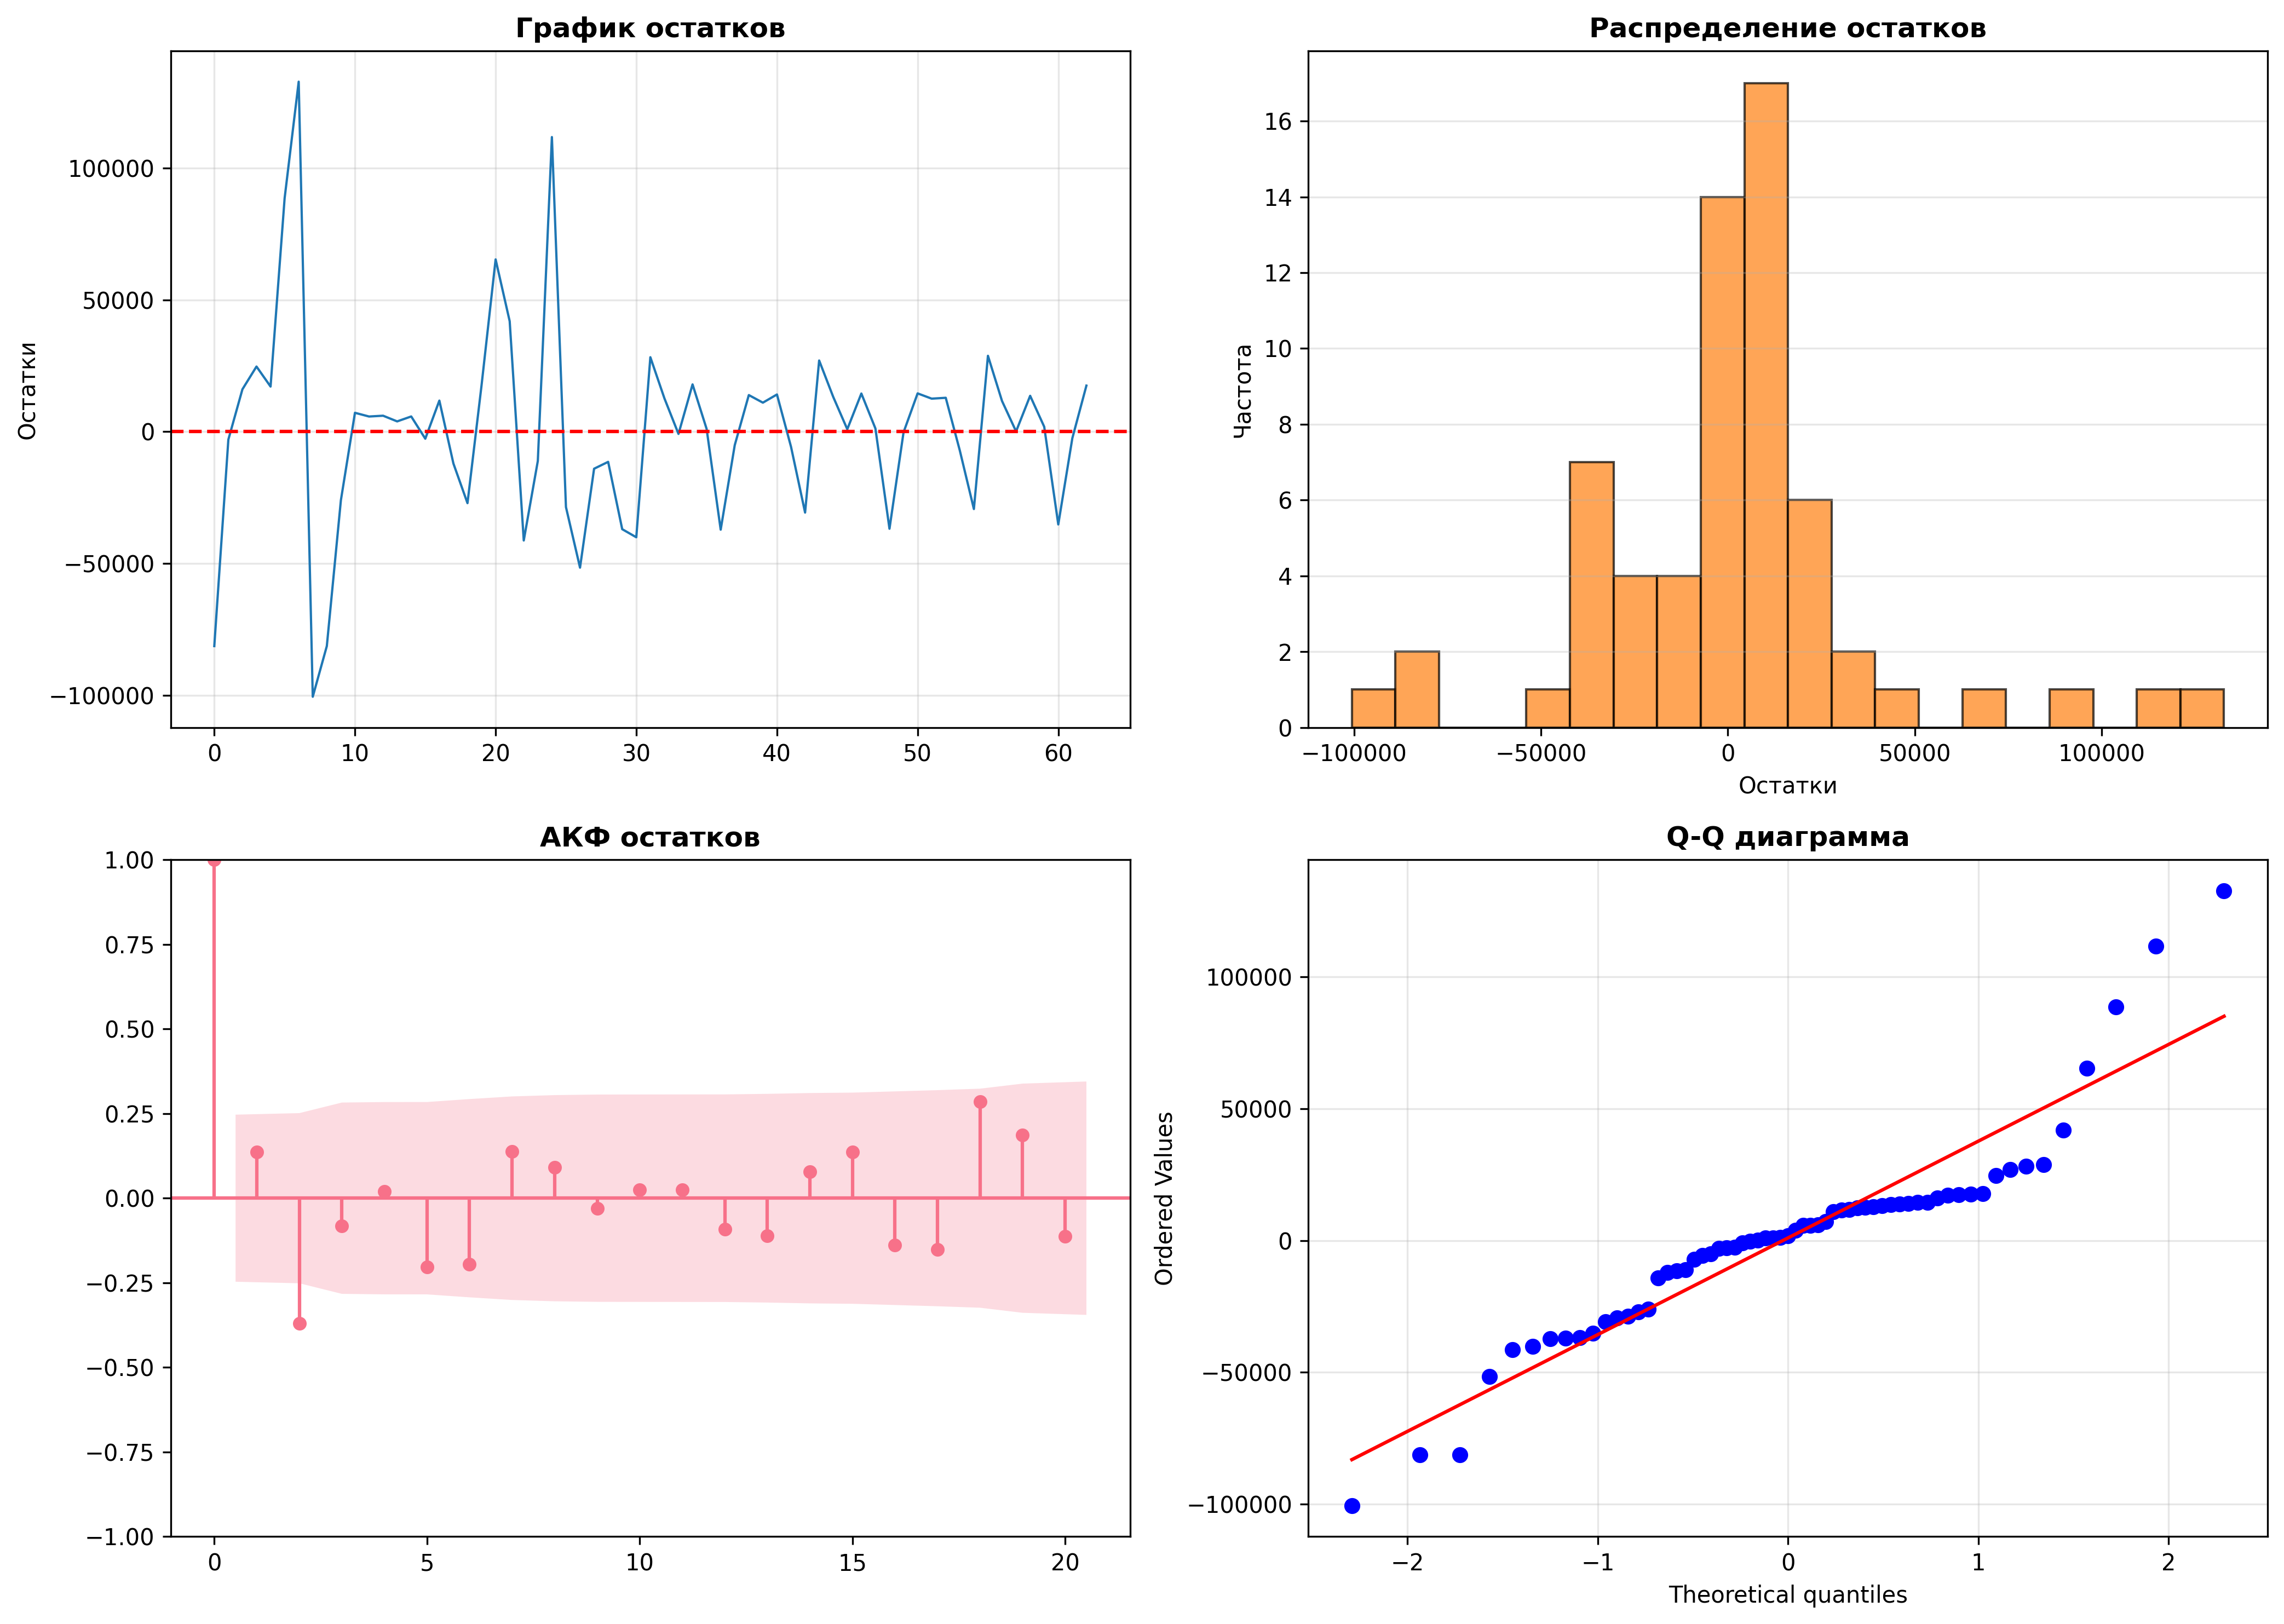 График остатков
Остатки
100000
50000
0
−50000
−100000
0 10 20 30 40 50 60
Распределение остатков
Частота
16
14
12
10
8
6
4
2
0
−100000 −50000 0 50000 100000
Остатки
АКФ остатков
1.00
0.75
0.50
0.25
0.00
−0.25
−0.50
−0.75
−1.00
0 5 10 15 20
Q-Q диаграмма
Ordered Values
100000
50000
0
−50000
−100000
−2 −1 0 1 2
Theoretical quantiles